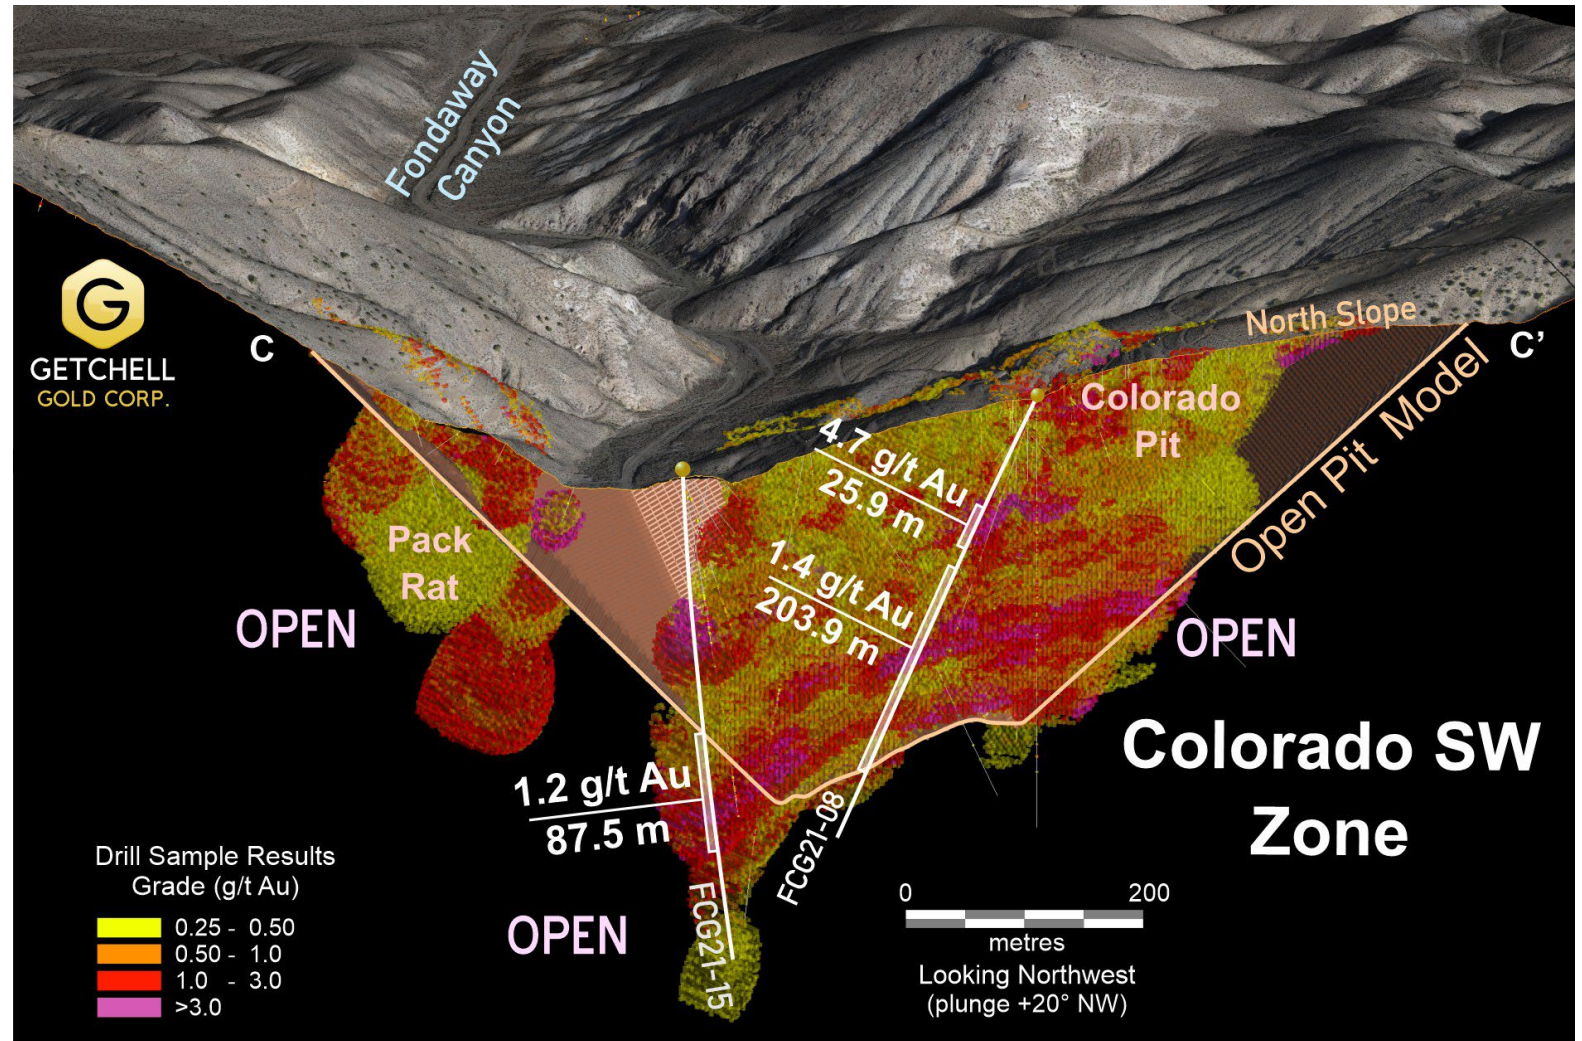 Fondaway
Canyon
G
GETCHELL
GOLD CORP.
C
North Slope
C’
Open Pit Model
Colorado
Pit
4.7 g/t Au
25.9 m
1.4 g/t Au
203.9 m
Pack
Rat
OPEN
OPEN
Colorado SW
Zone
1.2 g/t Au
87.5 m
FCG21-08
FCG21-15
OPEN
Drill Sample Results
Grade (g/t Au)
0.25 - 0.50
0.50 - 1.0
1.0 - 3.0
>3.0
0 200
metres
Looking Northwest
(plunge +20° NW)